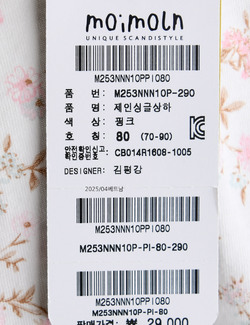 moimoln
UNIQUE SCANDISTYLE
M253NNN10PPI080
품 번: M253NNN10P-290
품 명: 제인싱글상하
색 상: 핑크
호 칭: 80 (70-90)
안전확인신고
확인증번호: CB014R1608-1005
DESIGNER: 김평강
2025/04베트남
M253NNN10PPI080
M253NNN10P-PI-80-290
M253NNN10PPI080
M253NNN10P-PI-80
판매가격: ₩ 29,000